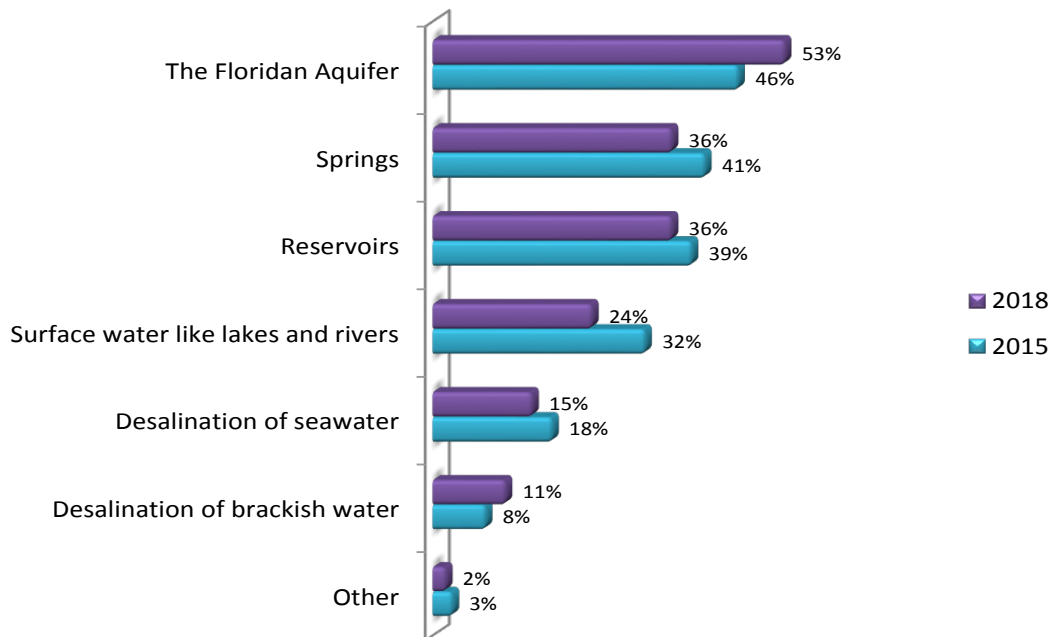 The Floridan Aquifer
53%
46%
Springs
36%
41%
Reservoirs
36%
39%
Surface water like lakes and rivers
24%
32%
Desalination of seawater
15%
18%
Desalination of brackish water
11%
8%
Other
2%
3%
2018
2015